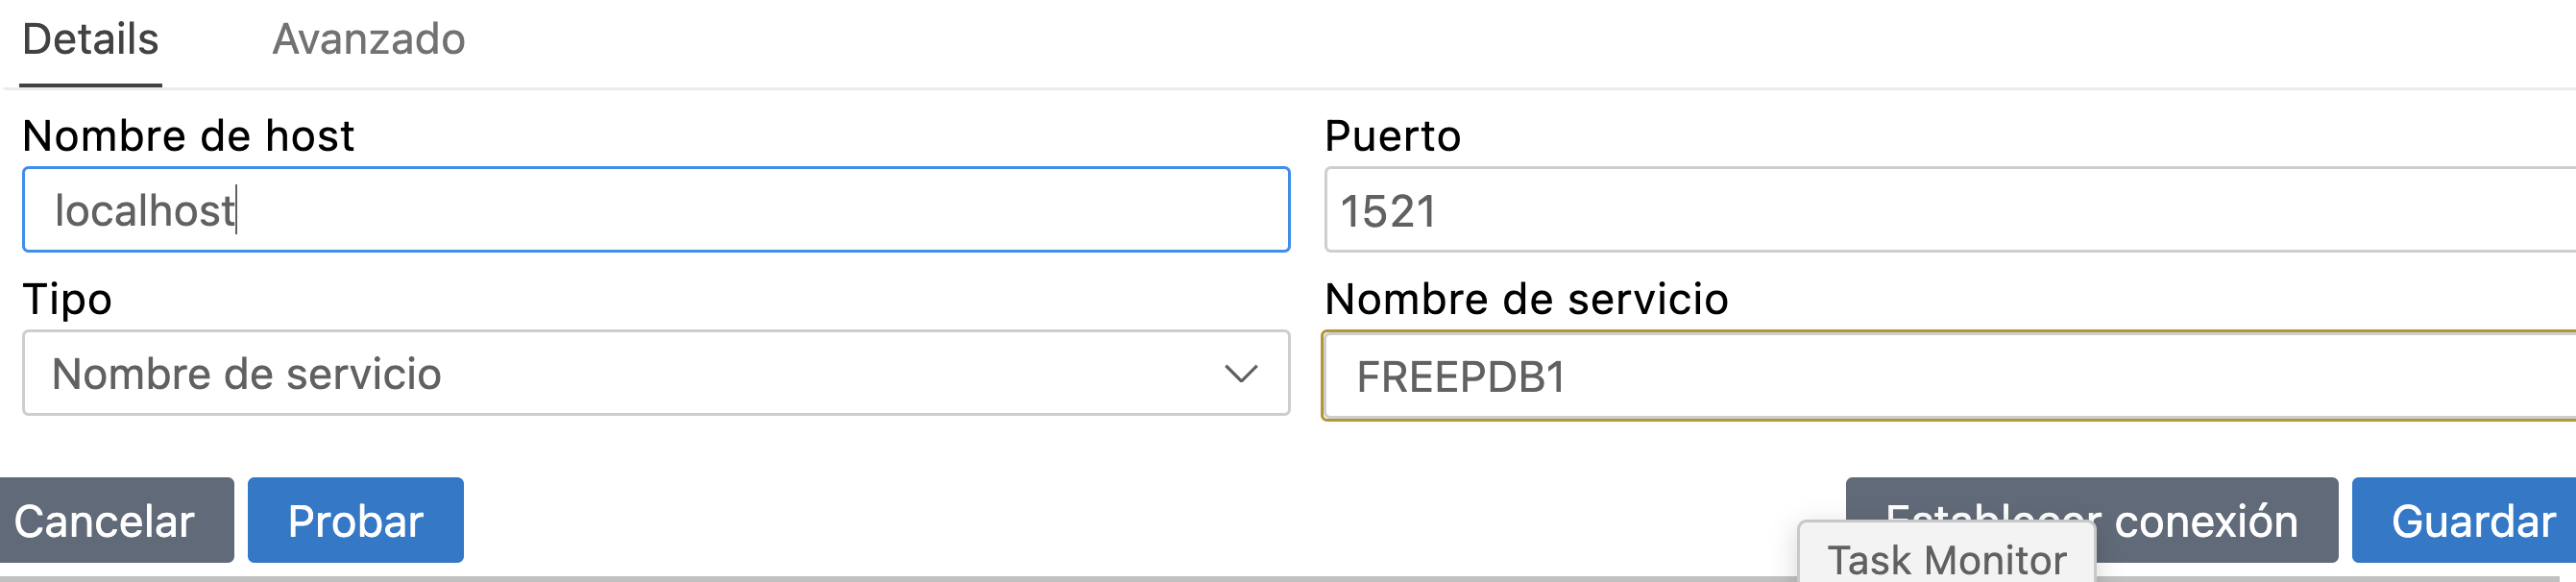 Details Avanzado
Nombre de host Puerto
localhost 1521
Tipo Nombre de servicio
Nombre de servicio FREEPDB1
Cancelar Probar Establecer conexión Guardar
Task Monitor